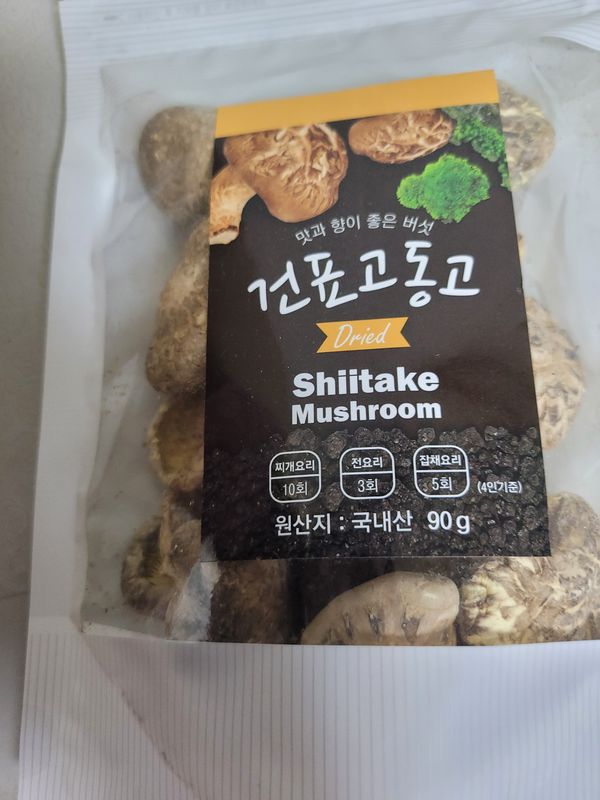 맛과 향이 좋은 버섯
건표고동고
Dried
Shiitake
Mushroom
찌개요리 전요리 잡채요리
10회 3회 5회 (4인기준)
원산지 : 국내산 90g